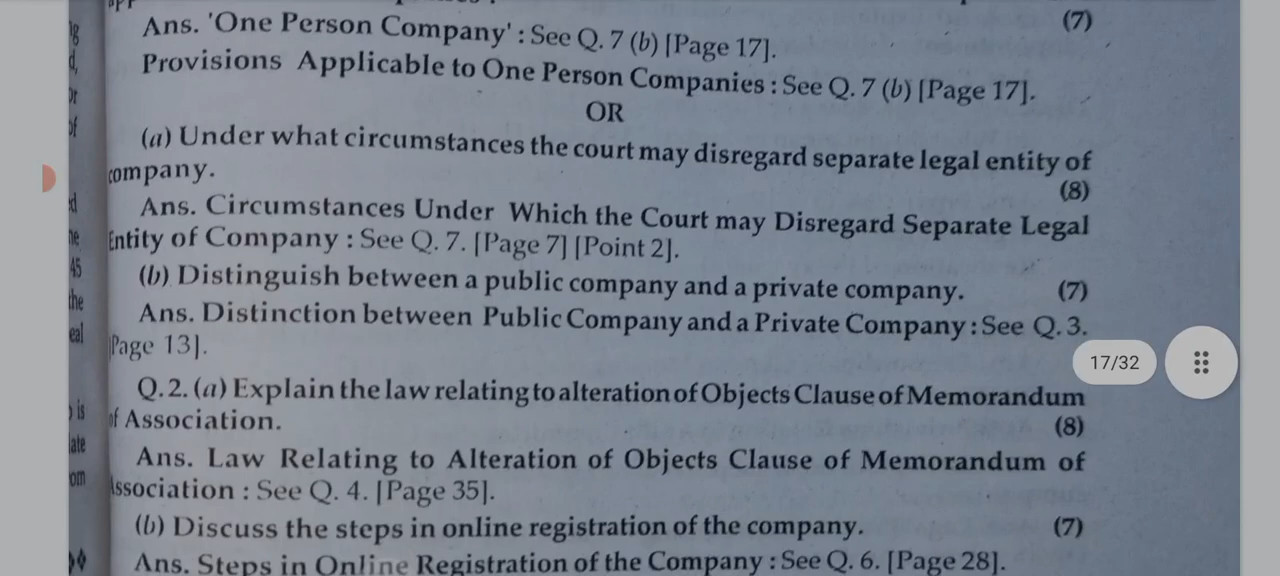 (7)
Ans. 'One Person Company' : See Q. 7 (b) [Page 17].
Provisions Applicable to One Person Companies : See Q. 7 (b) [Page 17].
OR
(a) Under what circumstances the court may disregard separate legal entity of
company.
(8)
Ans. Circumstances Under Which the Court may Disregard Separate Legal
Entity of Company : See Q. 7. [Page 7] [Point 2].
(b) Distinguish between a public company and a private company. (7)
Ans. Distinction between Public Company and a Private Company : See Q. 3.
Page 13].
17/32
Q. 2. (a) Explain the law relating to alteration of Objects Clause of Memorandum
of Association. (8)
Ans. Law Relating to Alteration of Objects Clause of Memorandum of
Association : See Q. 4. [Page 35].
(b) Discuss the steps in online registration of the company. (7)
Ans. Steps in Online Registration of the Company : See Q. 6. [Page 28].